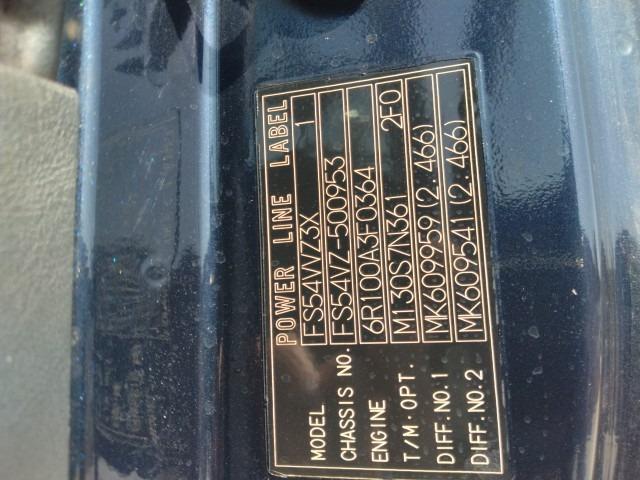 POWER LINE LABEL
MODEL FS54WZ3X 1
CHASSIS NO. FS54VZ-500953
ENGINE 6R100A3F0364
T/M OPT. M130S7N361 2F0
DIFF.NO.1 MK609959(2.466)
DIFF.NO.2 MK609541(2.466)